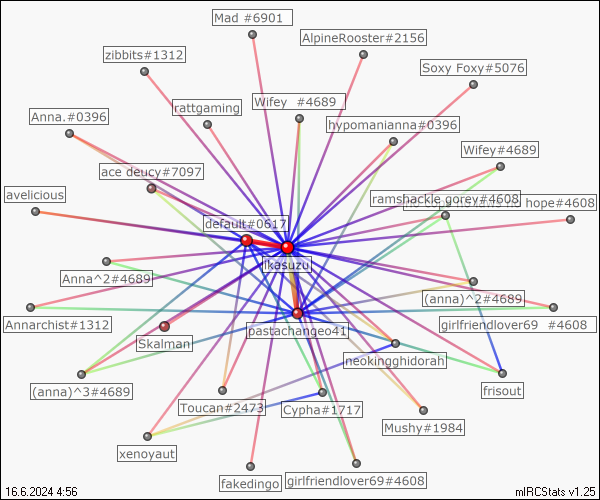 Mad #6901
AlpineRooster#2156
zibbits#1312
Soxy Foxy#5076
Wifey #4689
rattgaming
Anna.#0396
hypomanianna#0396
Wifey#4689
ace deucy#7097
avelicious
ramshackle gorey#4608
hope#4608
default#0617
ikasuzu
Anna^2#4689
(anna)^2#4689
Annarchist#1312
pastachangeo41
girlfriendlover69 #4608
Skalman
neokingghidorah
(anna)^3#4689
frisout
Toucan#2473
Cypha#1717
Mushy#1984
xenoyaut
fakedingo
girlfriendlover69#4608
16.6.2024 4:56
mIRCStats v1.25